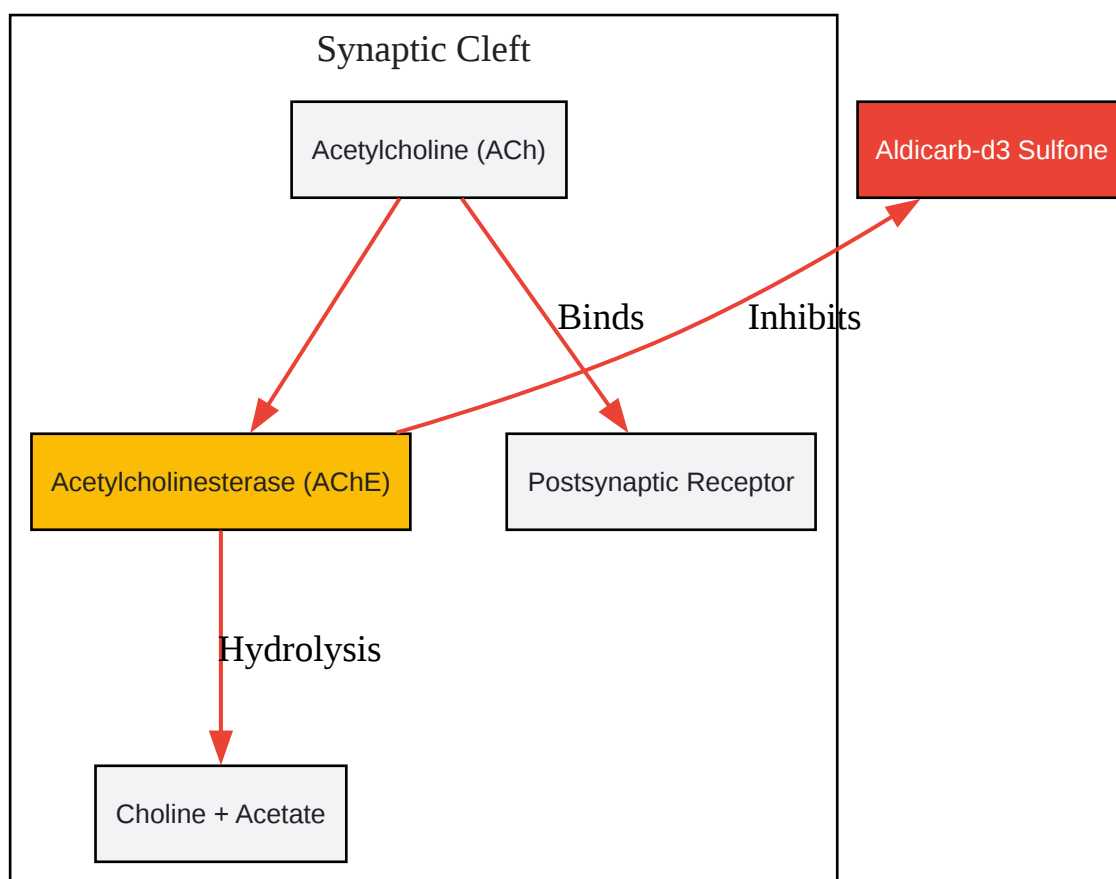 Synaptic Cleft
Acetylcholine (ACh)
Aldicarb-d3 Sulfone
Binds
Inhibits
Acetylcholinesterase (AChE)
Postsynaptic Receptor
Hydrolysis
Choline + Acetate